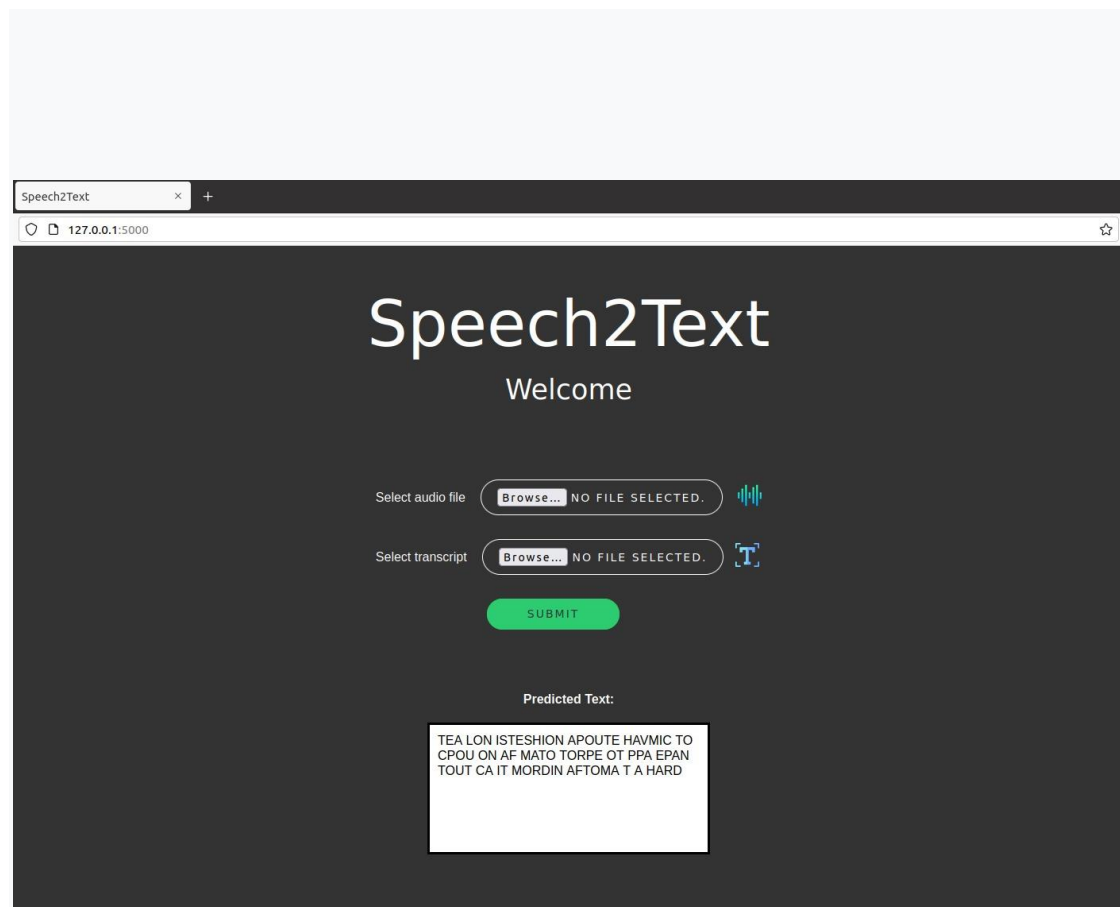 Speech2Text
127.0.0.1:5000
Speech2Text
Welcome
Select audio file Browse... NO FILE SELECTED.
Select transcript Browse... NO FILE SELECTED.
SUBMIT
Predicted Text:
TEA LON ISTESHION APOUTE HAVMIC TO
CPOU ON AF MATO TORPE OT PPA EPAN
TOUT CA IT MORDIN AFTOMA T A HARD